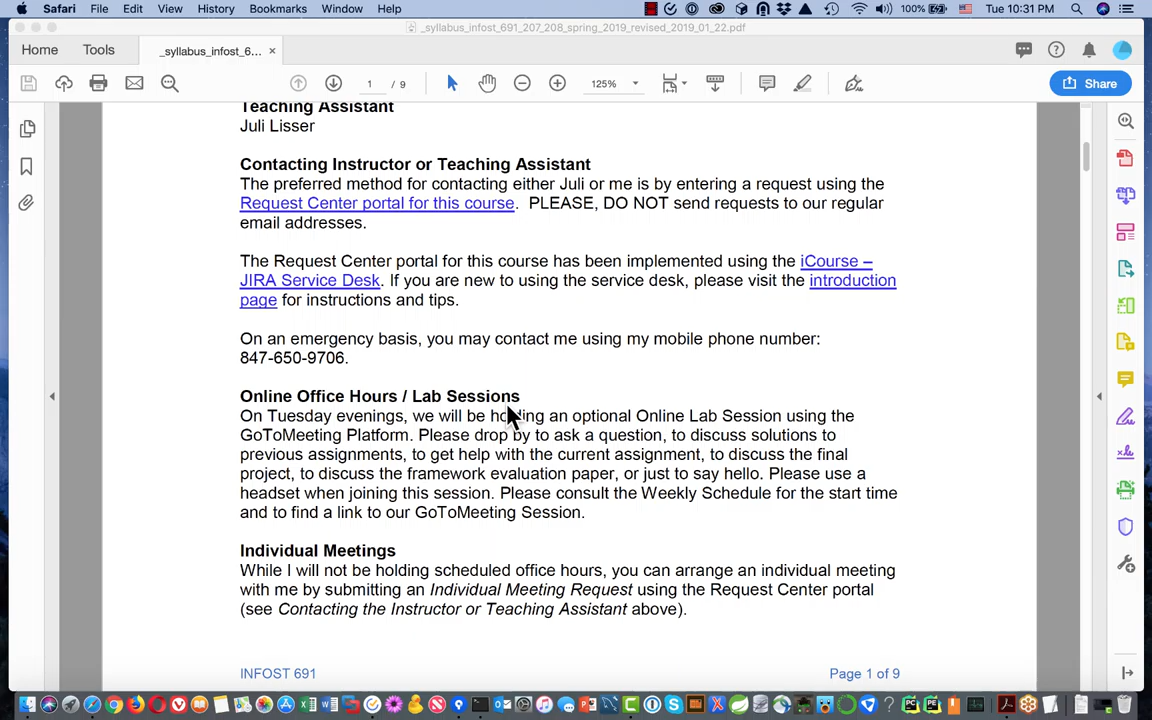 Safari File Edit View History Bookmarks Window Help 100% Tue 10:31 PM
_syllabus_infost_691_207_208_spring_2019_revised_2019_01_22.pdf
Home Tools _syllabus_infost_6... ×
1 / 9 125% Share
Teaching Assistant
Juli Lisser
Contacting Instructor or Teaching Assistant
The preferred method for contacting either Juli or me is by entering a request using the
Request Center portal for this course. PLEASE, DO NOT send requests to our regular
email addresses.
The Request Center portal for this course has been implemented using the iCourse –
JIRA Service Desk. If you are new to using the service desk, please visit the introduction
page for instructions and tips.
On an emergency basis, you may contact me using my mobile phone number:
847-650-9706.
Online Office Hours / Lab Sessions
On Tuesday evenings, we will be holding an optional Online Lab Session using the
GoToMeeting Platform. Please drop by to ask a question, to discuss solutions to
previous assignments, to get help with the current assignment, to discuss the final
project, to discuss the framework evaluation paper, or just to say hello. Please use a
headset when joining this session. Please consult the Weekly Schedule for the start time
and to find a link to our GoToMeeting Session.
Individual Meetings
While I will not be holding scheduled office hours, you can arrange an individual meeting
with me by submitting an Individual Meeting Request using the Request Center portal
(see Contacting the Instructor or Teaching Assistant above).
INFOST 691 Page 1 of 9